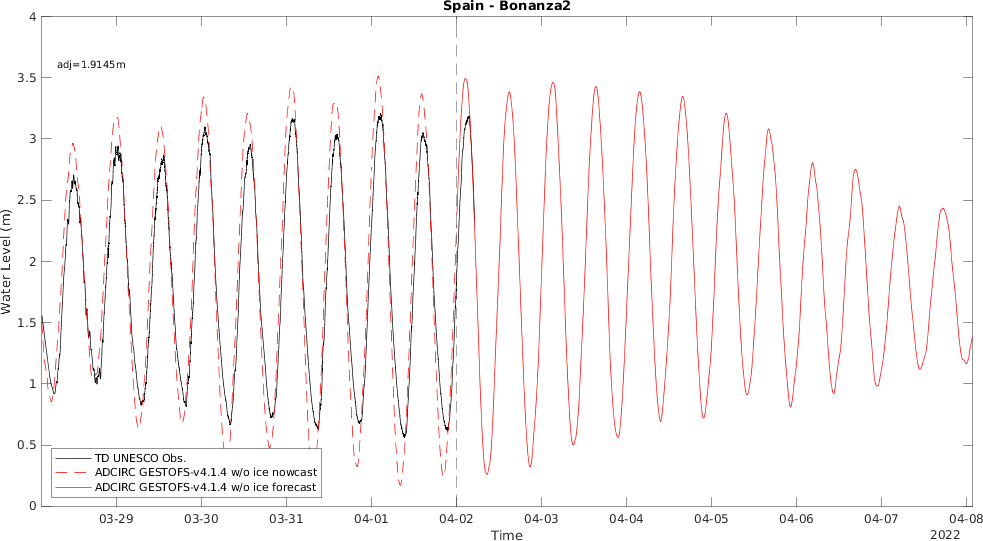 Spain - Bonanza2
adj=1.9145m
Water Level (m)
4
3.5
3
2.5
2
1.5
1
0.5
0
TD UNESCO Obs.
ADCIRC GESTOFS-v4.1.4 w/o ice nowcast
ADCIRC GESTOFS-v4.1.4 w/o ice forecast
03-29 03-30 03-31 04-01 04-02 04-03 04-04 04-05 04-06 04-07 04-08
2022
Time